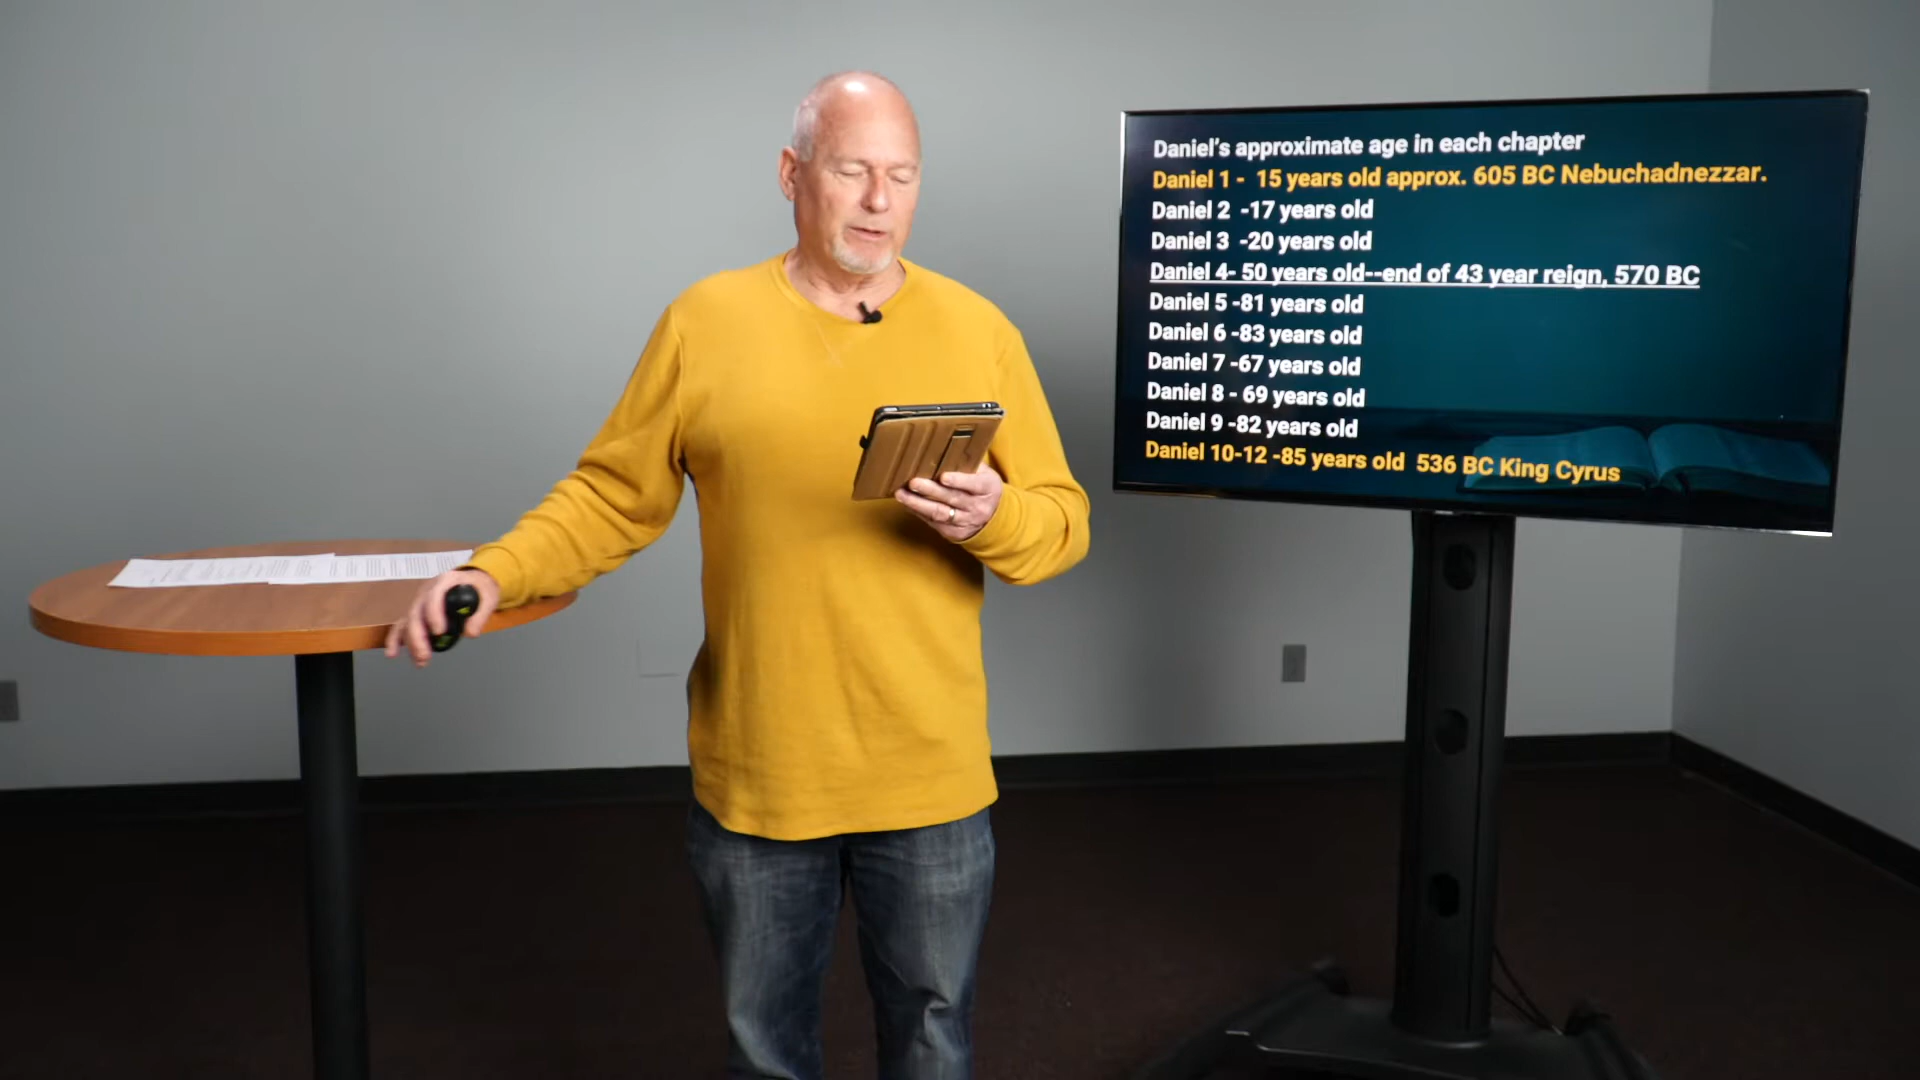 Daniel's approximate age in each chapter
Daniel 1 - 15 years old approx. 605 BC Nebuchadnezzar.
Daniel 2 -17 years old
Daniel 3 -20 years old
Daniel 4- 50 years old--end of 43 year reign, 570 BC
Daniel 5 -81 years old
Daniel 6 -83 years old
Daniel 7 -67 years old
Daniel 8 - 69 years old
Daniel 9 -82 years old
Daniel 10-12 -85 years old 536 BC King Cyrus